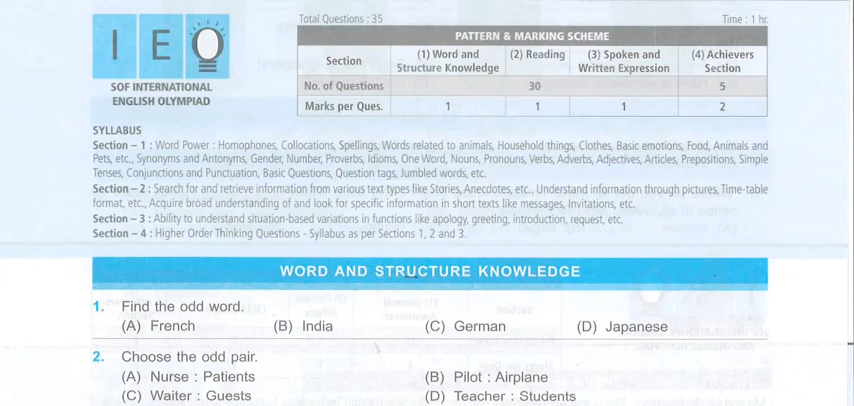 Total Questions : 35 Time : 1 hr.
I E O
SOF INTERNATIONAL
ENGLISH OLYMPIAD
PATTERN & MARKING SCHEME
Section (1) Word and Structure Knowledge (2) Reading (3) Spoken and Written Expression (4) Achievers Section
No. of Questions 30 5
Marks per Ques. 1 1 1 2
SYLLABUS
Section – 1 : Word Power : Homophones, Collocations, Spellings, Words related to animals, Household things, Clothes, Basic emotions, Food, Animals and
Pets, etc., Synonyms and Antonyms, Gender, Number, Proverbs, Idioms, One Word, Nouns, Pronouns, Verbs, Adverbs, Adjectives, Articles, Prepositions, Simple
Tenses, Conjunctions and Punctuation, Basic Questions, Question tags, Jumbled words, etc.
Section – 2 : Search for and retrieve information from various text types like Stories, Anecdotes, etc., Understand information through pictures, Time-table
format, etc., Acquire broad understanding of and look for specific information in short texts like messages, Invitations, etc.
Section – 3 : Ability to understand situation-based variations in functions like apology, greeting, introduction, request, etc.
Section – 4 : Higher Order Thinking Questions - Syllabus as per Sections 1, 2 and 3.
WORD AND STRUCTURE KNOWLEDGE
1. Find the odd word.
(A) French (B) India (C) German (D) Japanese
2. Choose the odd pair.
(A) Nurse : Patients (B) Pilot : Airplane
(C) Waiter : Guests (D) Teacher : Students